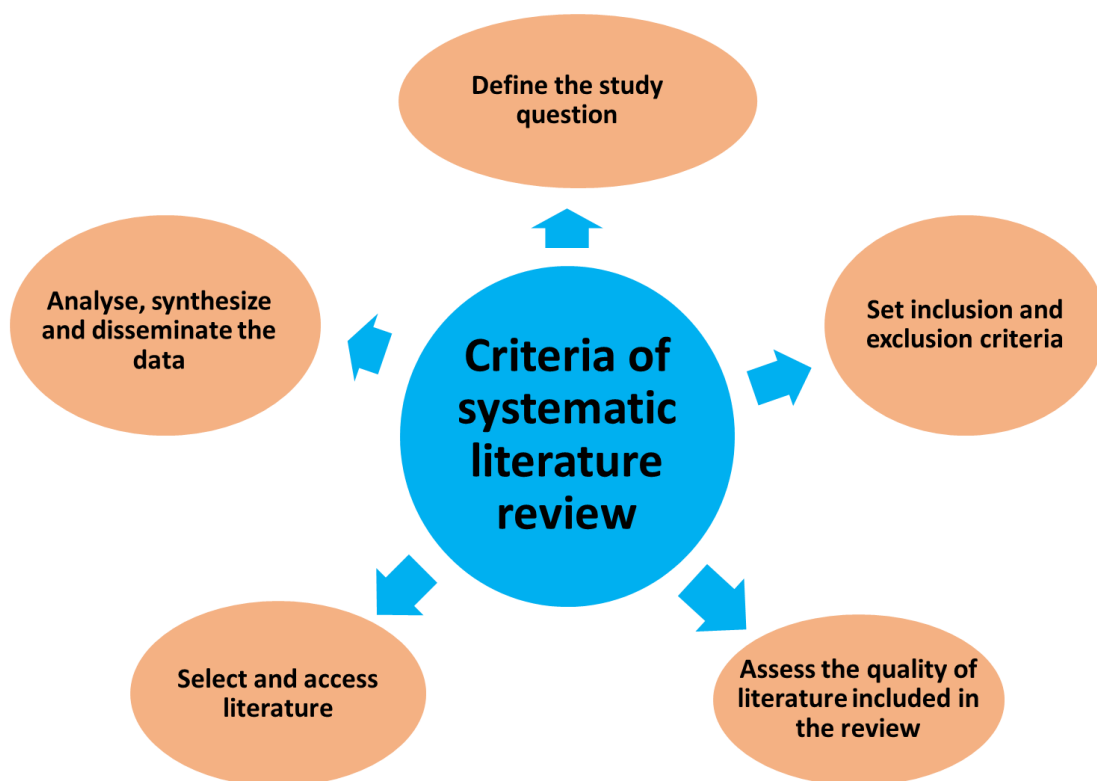 Define the study
question
Set inclusion and
exclusion criteria
Assess the quality of
literature included in
the review
Select and access
literature
Analyse, synthesize
and disseminate the
data
Criteria of
systematic
literature
review